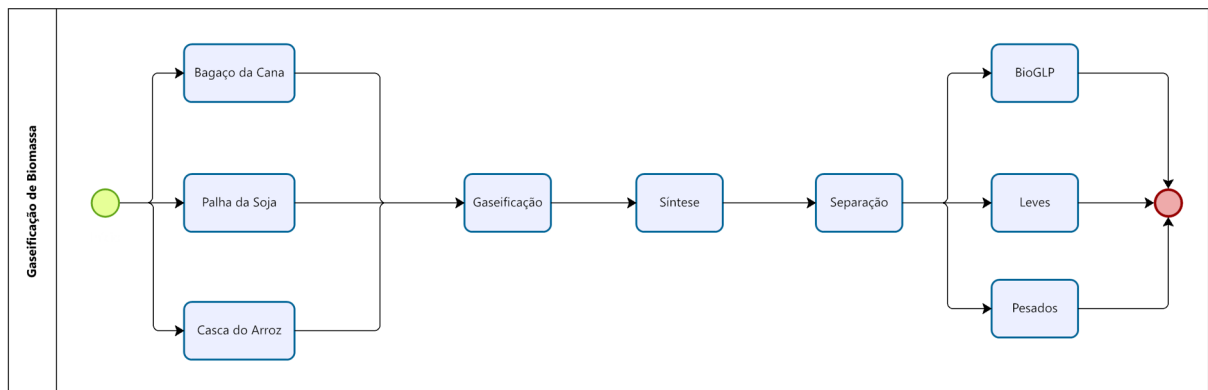 Gaseificação de Biomassa
Bagaço da Cana
Palha da Soja
Casca do Arroz
Gaseificação
Síntese
Separação
BioGLP
Leves
Pesados